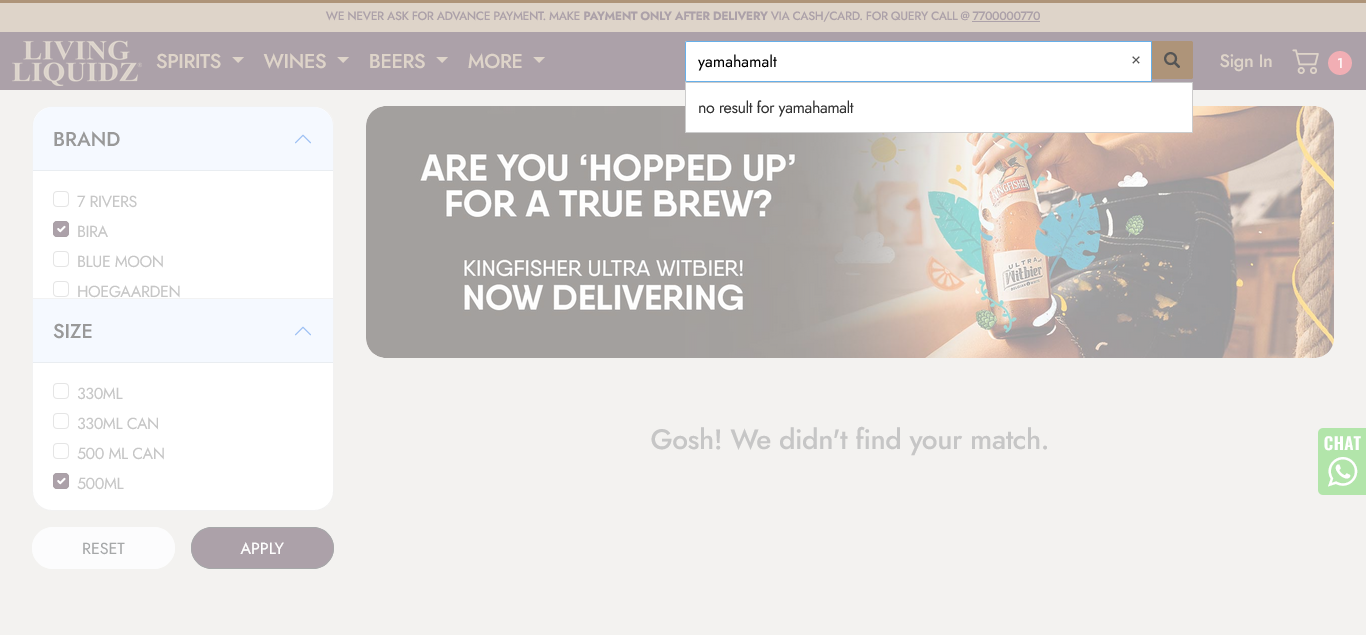 WE NEVER ASK FOR ADVANCE PAYMENT. MAKE PAYMENT ONLY AFTER DELIVERY VIA CASH/CARD. FOR QUERY CALL @ 7700000770
LIVING
LIQUIDZ
SPIRITS WINES BEERS MORE
yamahamalt ×
Sign In 1
no result for yamahamalt
BRAND
7 RIVERS
BIRA
BLUE MOON
HOEGAARDEN
SIZE
330ML
330ML CAN
500 ML CAN
500ML
RESET APPLY
ARE YOU ‘HOPPED UP’
FOR A TRUE BREW?
KINGFISHER ULTRA WITBIER!
NOW DELIVERING
KINGFISHER
ULTRA
Witbier
Gosh! We didn't find your match.
CHAT